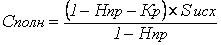 Сполн = (1 – Нпр – Кр) × Sисх / 1 – Нпр